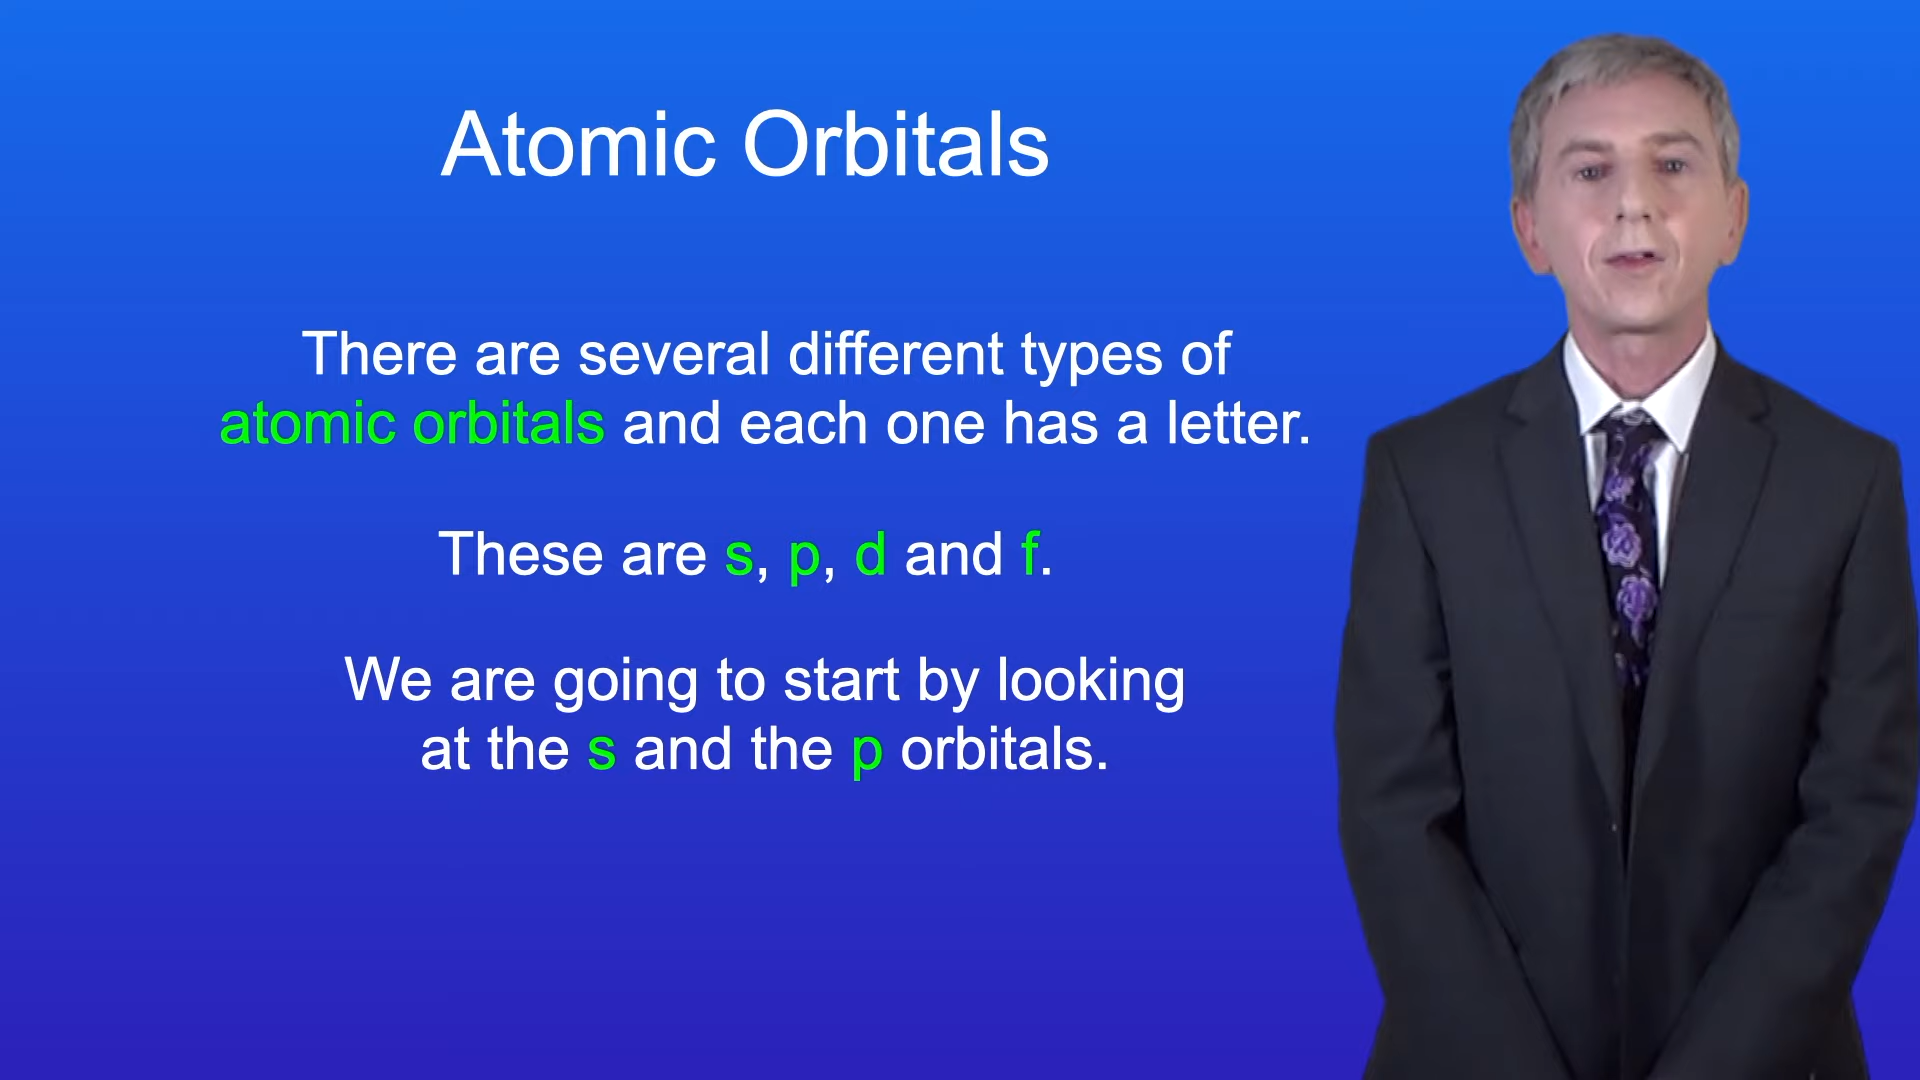 Atomic Orbitals
There are several different types of
atomic orbitals and each one has a letter.
These are s, p, d and f.
We are going to start by looking
at the s and the p orbitals.